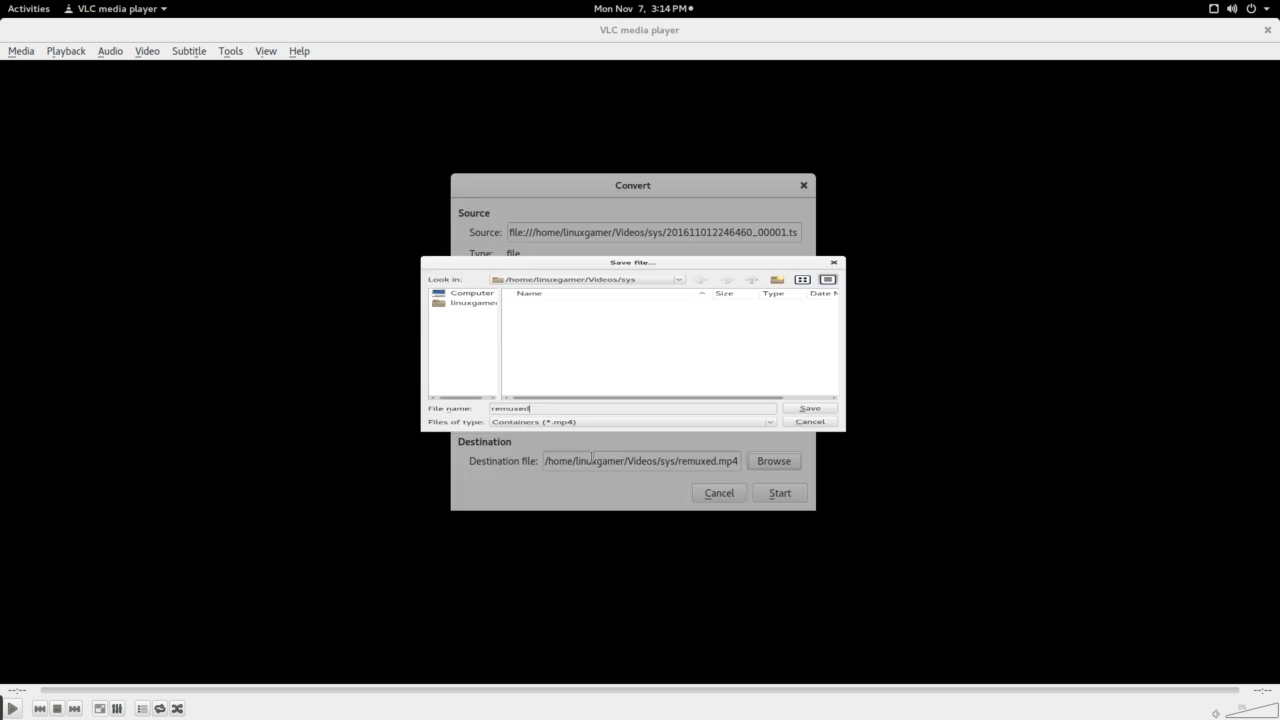 Activities VLC media player Mon Nov 7, 3:14 PM
VLC media player
Media Playback Audio Video Subtitle Tools View Help
Convert
Source
Source: file:///home/linuxgamer/Videos/sys/201611012246460_00001.ts
Type: file
Save file...
Look in: /home/linuxgamer/Videos/sys
Computer
linuxgamer
Name Size Type Date M
File name: remuxed Save
Files of type: Containers (*.mp4) Cancel
Destination
Destination file: /home/linuxgamer/Videos/sys/remuxed.mp4 Browse
Cancel Start
--:-- --:--
0%